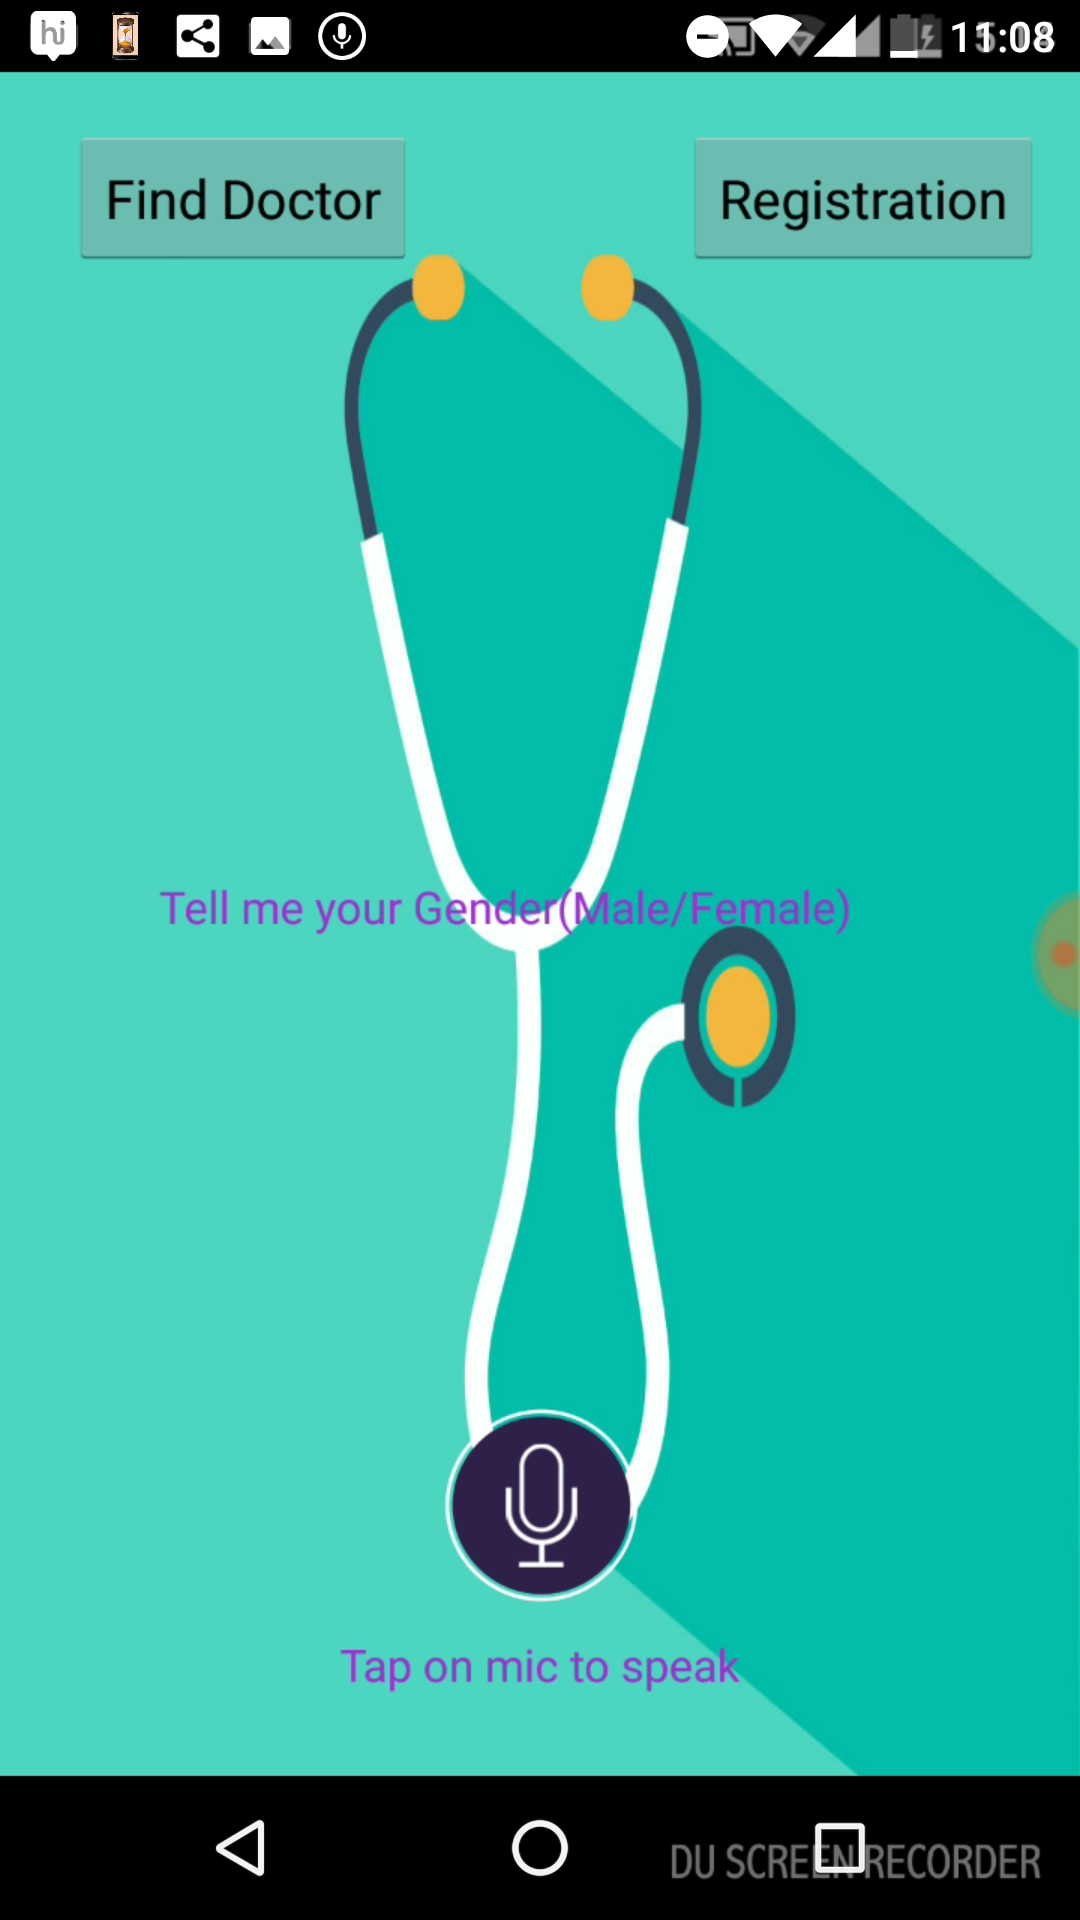 hi
11:08
Find Doctor
Registration
Tell me your Gender(Male/Female)
Tap on mic to speak
DU SCREEN RECORDER